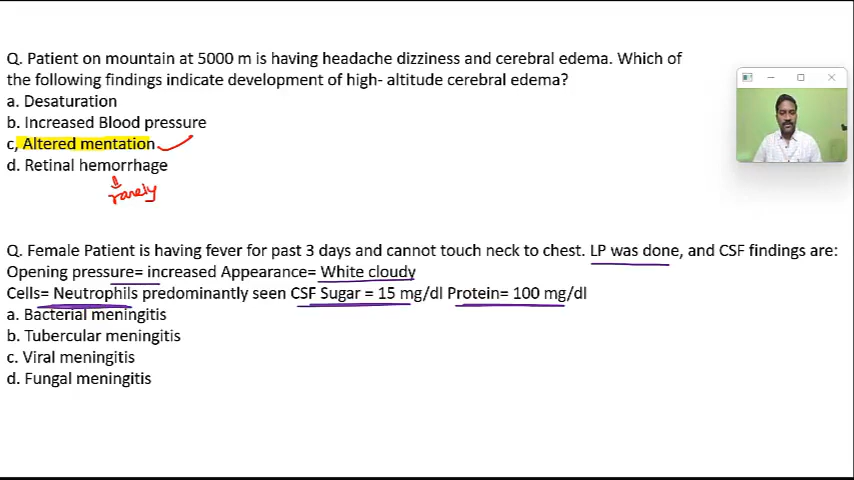 Q. Patient on mountain at 5000 m is having headache dizziness and cerebral edema. Which of
the following findings indicate development of high- altitude cerebral edema?
a. Desaturation
b. Increased Blood pressure
c, Altered mentation
d. Retinal hemorrhage
rarely
Q. Female Patient is having fever for past 3 days and cannot touch neck to chest. LP was done, and CSF findings are:
Opening pressure= increased Appearance= White cloudy
Cells= Neutrophils predominantly seen CSF Sugar = 15 mg/dl Protein= 100 mg/dl
a. Bacterial meningitis
b. Tubercular meningitis
c. Viral meningitis
d. Fungal meningitis